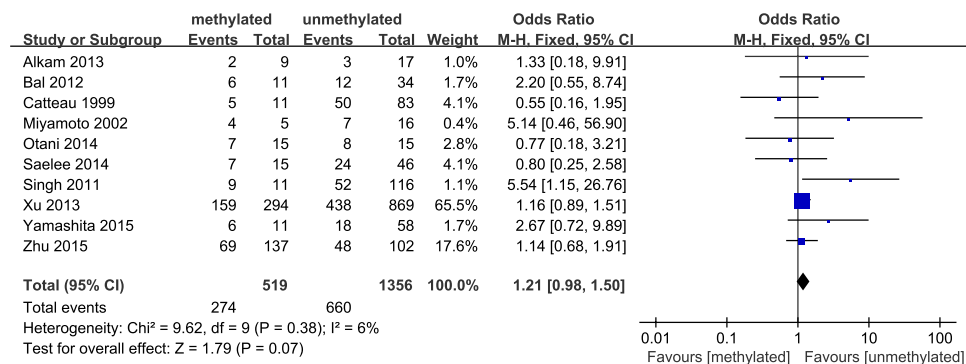 methylated unmethylated Odds Ratio Odds Ratio
Study or Subgroup Events Total Events Total Weight M-H, Fixed, 95% CI M-H, Fixed, 95% CI
Alkam 2013 2 9 3 17 1.0% 1.33 [0.18, 9.91]
Bal 2012 6 11 12 34 1.7% 2.20 [0.55, 8.74]
Catteau 1999 5 11 50 83 4.1% 0.55 [0.16, 1.95]
Miyamoto 2002 4 5 7 16 0.4% 5.14 [0.46, 56.90]
Otani 2014 7 15 8 15 2.8% 0.77 [0.18, 3.21]
Saelee 2014 7 15 24 46 4.1% 0.80 [0.25, 2.58]
Singh 2011 9 11 52 116 1.1% 5.54 [1.15, 26.76]
Xu 2013 159 294 438 869 65.5% 1.16 [0.89, 1.51]
Yamashita 2015 6 11 18 58 1.7% 2.67 [0.72, 9.89]
Zhu 2015 69 137 48 102 17.6% 1.14 [0.68, 1.91]
Total (95% CI) 519 1356 100.0% 1.21 [0.98, 1.50]
Total events 274 660
Heterogeneity: Chi² = 9.62, df = 9 (P = 0.38); I² = 6%
Test for overall effect: Z = 1.79 (P = 0.07)
0.01 0.1 1 10 100
Favours [methylated] Favours [unmethylated]